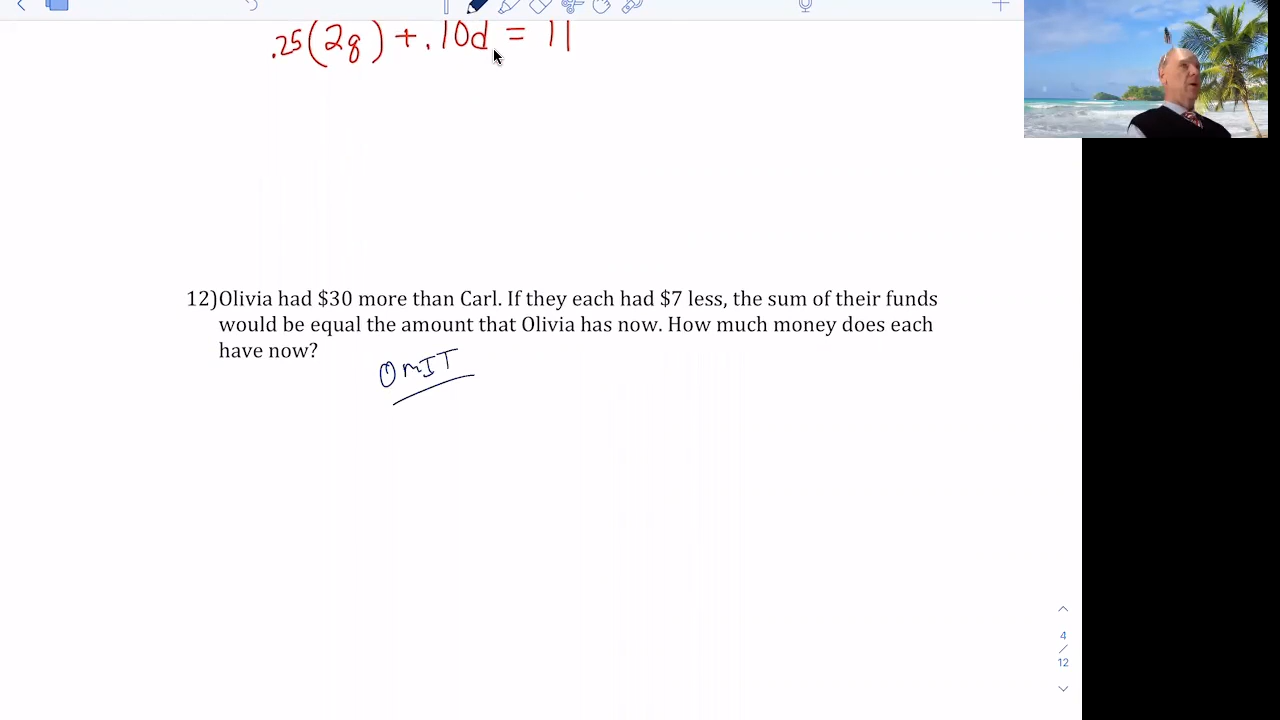 .25(2q) + .10d = 11
12)Olivia had $30 more than Carl. If they each had $7 less, the sum of their funds
would be equal the amount that Olivia has now. How much money does each
have now?
OMIT
4
/
12